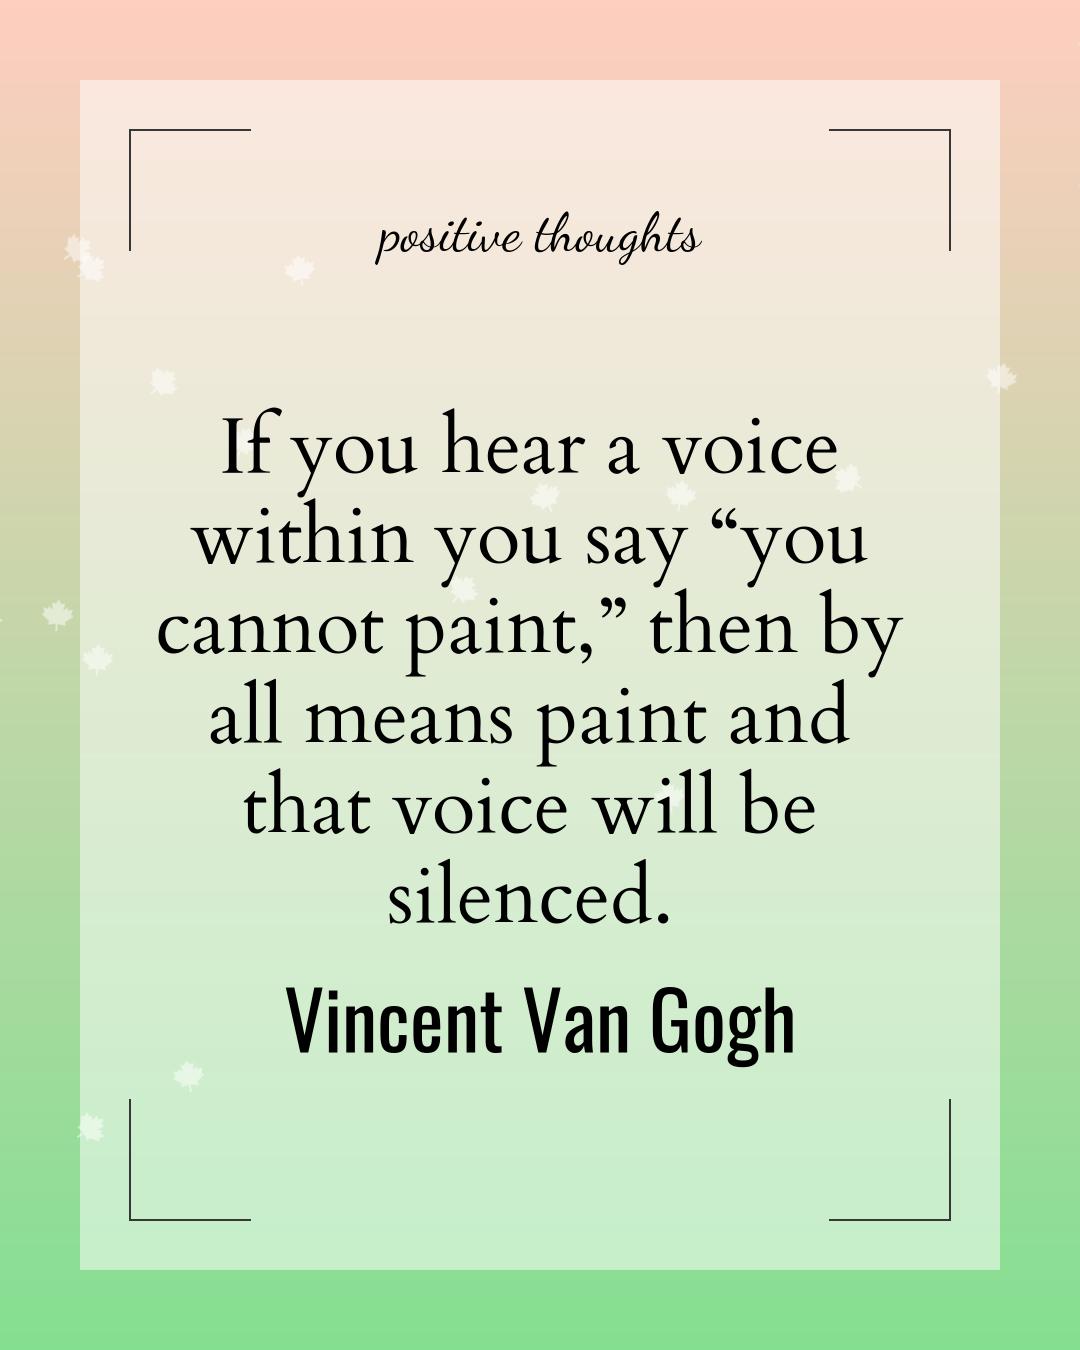 positive thoughts
If you hear a voice
within you say “you
cannot paint,” then by
all means paint and
that voice will be
silenced.
Vincent Van Gogh